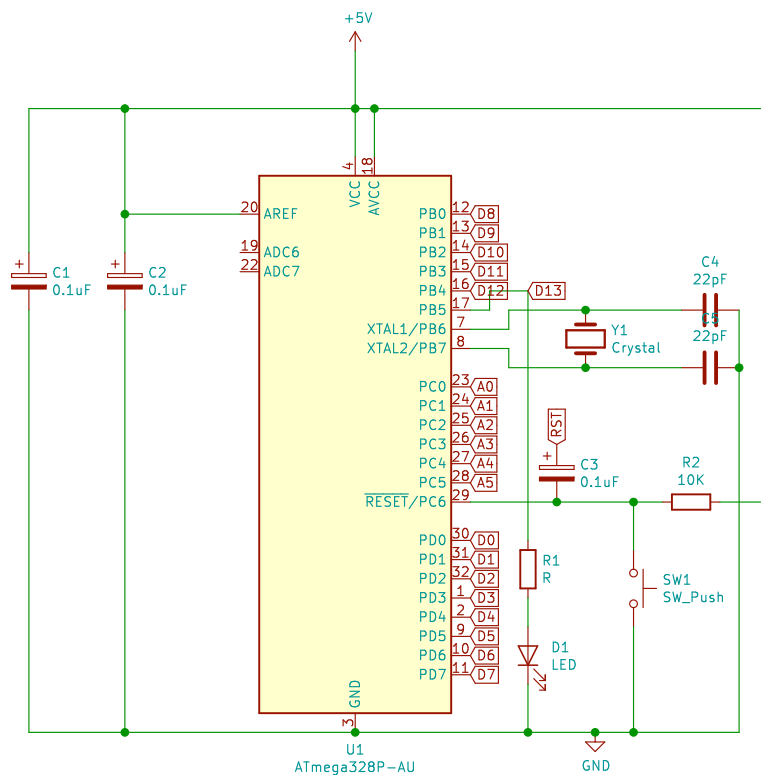 +5V
4
VCC
18
AVCC
20
AREF
19
ADC6
22
ADC7
C1
0.1uF
C2
0.1uF
PB0
12
D8
PB1
13
D9
PB2
14
D10
PB3
15
D11
PB4
16
D12
D13
PB5
17
XTAL1/PB6
7
XTAL2/PB7
8
C4
22pF
C5
22pF
Y1
Crystal
PC0
23
A0
PC1
24
A1
PC2
25
A2
PC3
26
A3
PC4
27
A4
PC5
28
A5
RESET/PC6
29
RST
C3
0.1uF
R2
10K
PD0
30
D0
PD1
31
D1
PD2
32
D2
PD3
1
D3
PD4
2
D4
PD5
9
D5
PD6
10
D6
PD7
11
D7
R1
R
SW1
SW_Push
D1
LED
GND
3
U1
ATmega328P-AU
GND